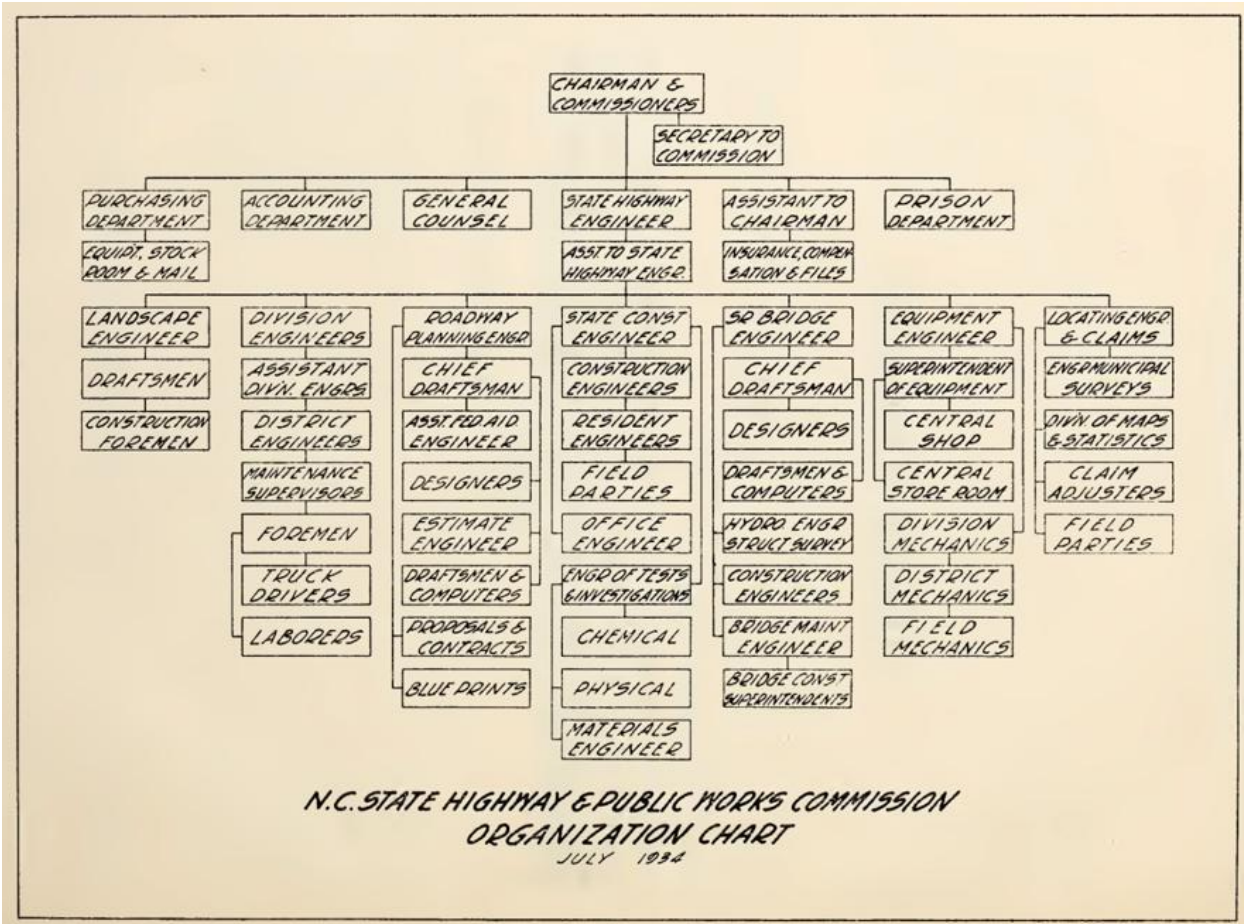 CHAIRMAN &
COMMISSIONERS
SECRETARY TO
COMMISSION
PURCHASING
DEPARTMENT
ACCOUNTING
DEPARTMENT
GENERAL
COUNSEL
STATE HIGHWAY
ENGINEER
ASSISTANT TO
CHAIRMAN
PRISON
DEPARTMENT
EQUIPT. STOCK
ROOM & MAIL
ASST. TO STATE
HIGHWAY ENGR.
INSURANCE, COMPEN-
SATION & FILES
LANDSCAPE
ENGINEER
DRAFTSMEN
CONSTRUCTION
FOREMEN
DIVISION
ENGINEERS
ASSISTANT
DIV'N. ENGRS.
DISTRICT
ENGINEERS
MAINTENANCE
SUPERVISORS
FOREMEN
TRUCK
DRIVERS
LABORERS
ROADWAY
PLANNING ENGR.
CHIEF
DRAFTSMAN
ASST. FED. AID
ENGINEER
DESIGNERS
ESTIMATE
ENGINEER
DRAFTSMEN &
COMPUTERS
PROPOSALS &
CONTRACTS
BLUE PRINTS
STATE CONST
ENGINEER
CONSTRUCTION
ENGINEERS
RESIDENT
ENGINEERS
FIELD
PARTIES
OFFICE
ENGINEER
ENGR OF TESTS
& INVESTIGATIONS
CHEMICAL
PHYSICAL
MATERIALS
ENGINEER
SR BRIDGE
ENGINEER
CHIEF
DRAFTSMAN
DESIGNERS
DRAFTSMEN &
COMPUTERS
HYDRO. ENGR
STRUCT SURVEY
CONSTRUCTION
ENGINEERS
BRIDGE MAINT
ENGINEER
BRIDGE CONST
SUPERINTENDENTS
EQUIPMENT
ENGINEER
SUPERINTENDENT
OF EQUIPMENT
CENTRAL
SHOP
CENTRAL
STORE ROOM
DIVISION
MECHANICS
DISTRICT
MECHANICS
FIELD
MECHANICS
LOCATING ENGR.
& CLAIMS
ENGR MUNICIPAL
SURVEYS
DIV'N. OF MAPS
& STATISTICS
CLAIM
ADJUSTERS
FIELD
PARTIES
N.C. STATE HIGHWAY & PUBLIC WORKS COMMISSION
ORGANIZATION CHART
JULY 1934